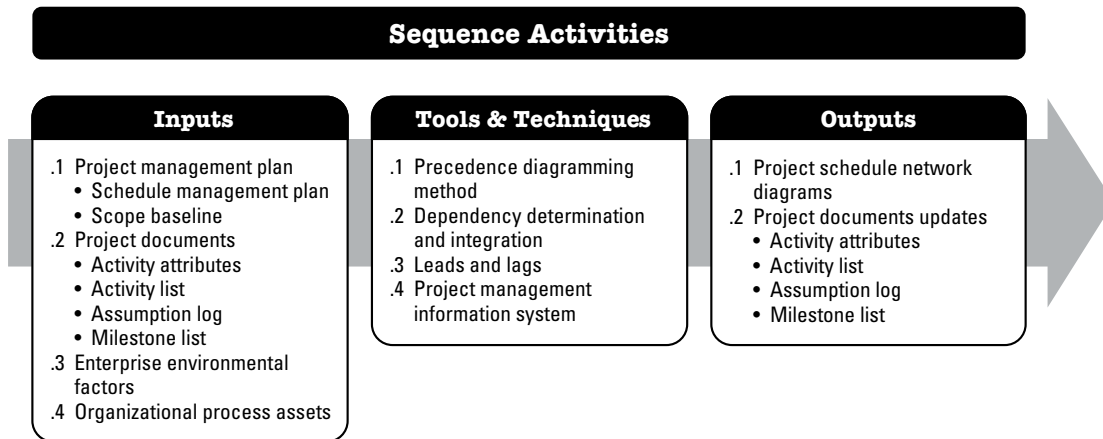 Sequence Activities
Inputs
.1 Project management plan
• Schedule management plan
• Scope baseline
.2 Project documents
• Activity attributes
• Activity list
• Assumption log
• Milestone list
.3 Enterprise environmental
factors
.4 Organizational process assets
Tools & Techniques
.1 Precedence diagramming
method
.2 Dependency determination
and integration
.3 Leads and lags
.4 Project management
information system
Outputs
.1 Project schedule network
diagrams
.2 Project documents updates
• Activity attributes
• Activity list
• Assumption log
• Milestone list